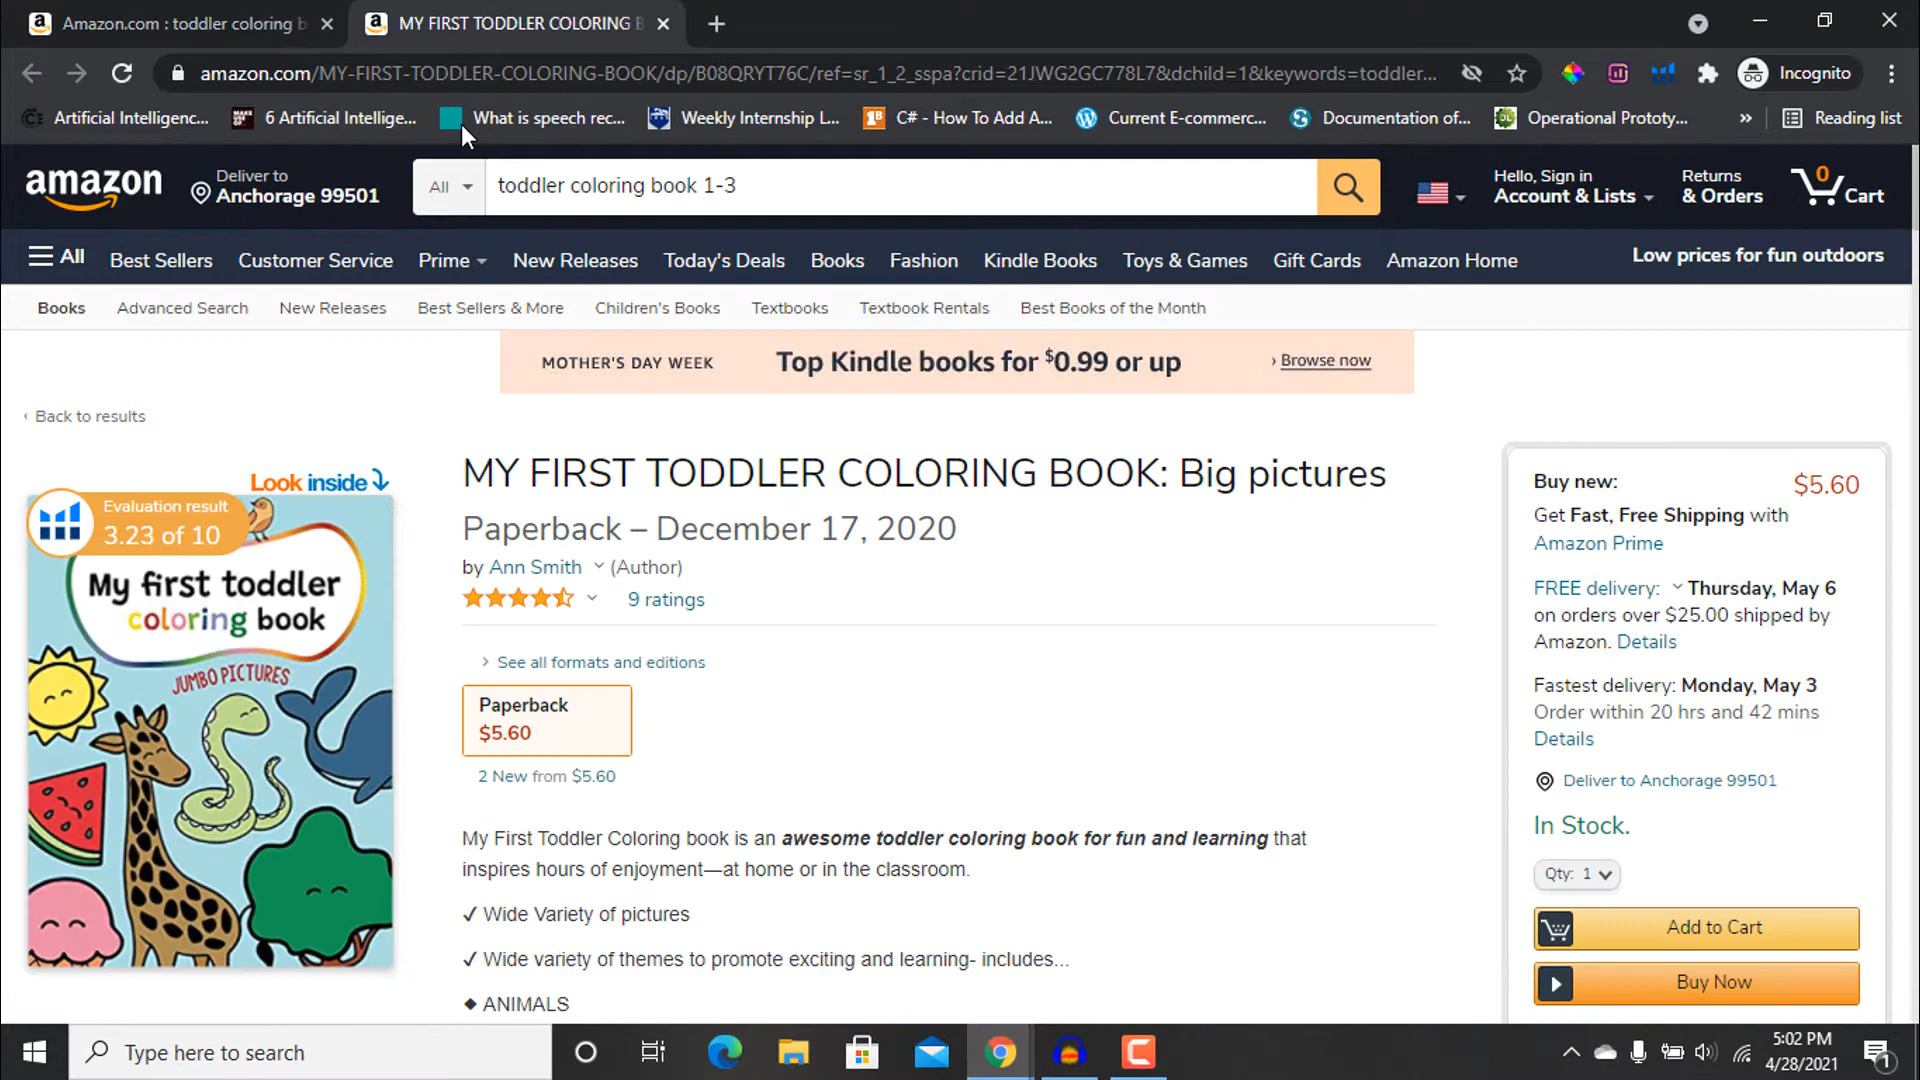 Amazon.com : toddler coloring b
MY FIRST TODDLER COLORING B
amazon.com/MY-FIRST-TODDLER-COLORING-BOOK/dp/B08QRYT76C/ref=sr_1_2_sspa?crid=21JWG2GC778L7&dchild=1&keywords=toddler...
Incognito
Artificial Intelligenc...
6 Artificial Intellige...
What is speech rec...
Weekly Internship L...
C# - How To Add A...
Current E-commerc...
Documentation of...
Operational Prototy...
»
Reading list
amazon
Deliver to
Anchorage 99501
All
toddler coloring book 1-3
Hello, Sign in
Account & Lists
Returns
& Orders
0
Cart
All
Best Sellers
Customer Service
Prime
New Releases
Today's Deals
Books
Fashion
Kindle Books
Toys & Games
Gift Cards
Amazon Home
Low prices for fun outdoors
Books
Advanced Search
New Releases
Best Sellers & More
Children's Books
Textbooks
Textbook Rentals
Best Books of the Month
MOTHER'S DAY WEEK
Top Kindle books for $0.99 or up
› Browse now
‹ Back to results
Look inside
Evaluation result
3.23 of 10
My first toddler
coloring book
JUMBO PICTURES
MY FIRST TODDLER COLORING BOOK: Big pictures
Paperback – December 17, 2020
by Ann Smith (Author)
9 ratings
› See all formats and editions
Paperback
$5.60
2 New from $5.60
My First Toddler Coloring book is an awesome toddler coloring book for fun and learning that
inspires hours of enjoyment—at home or in the classroom.
✓ Wide Variety of pictures
✓ Wide variety of themes to promote exciting and learning- includes...
◆ ANIMALS
Buy new:
$5.60
Get Fast, Free Shipping with
Amazon Prime
FREE delivery: Thursday, May 6
on orders over $25.00 shipped by
Amazon. Details
Fastest delivery: Monday, May 3
Order within 20 hrs and 42 mins
Details
Deliver to Anchorage 99501
In Stock.
Qty: 1
Add to Cart
Buy Now
Type here to search
5:02 PM
4/28/2021
1